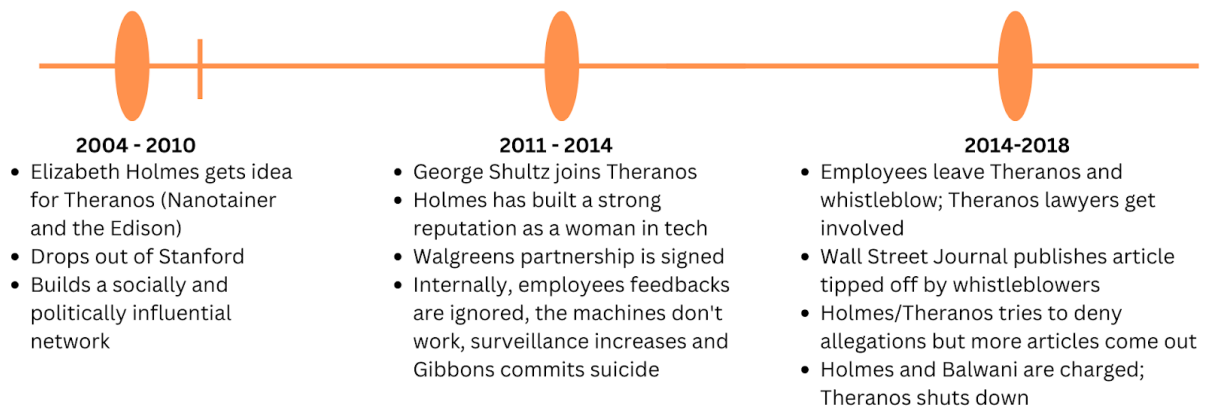 2004 - 2010
• Elizabeth Holmes gets idea
for Theranos (Nanotainer
and the Edison)
• Drops out of Stanford
• Builds a socially and
politically influential
network
2011 - 2014
• George Shultz joins Theranos
• Holmes has built a strong
reputation as a woman in tech
• Walgreens partnership is signed
• Internally, employees feedbacks
are ignored, the machines don't
work, surveillance increases and
Gibbons commits suicide
2014-2018
• Employees leave Theranos and
whistleblow; Theranos lawyers get
involved
• Wall Street Journal publishes article
tipped off by whistleblowers
• Holmes/Theranos tries to deny
allegations but more articles come out
• Holmes and Balwani are charged;
Theranos shuts down